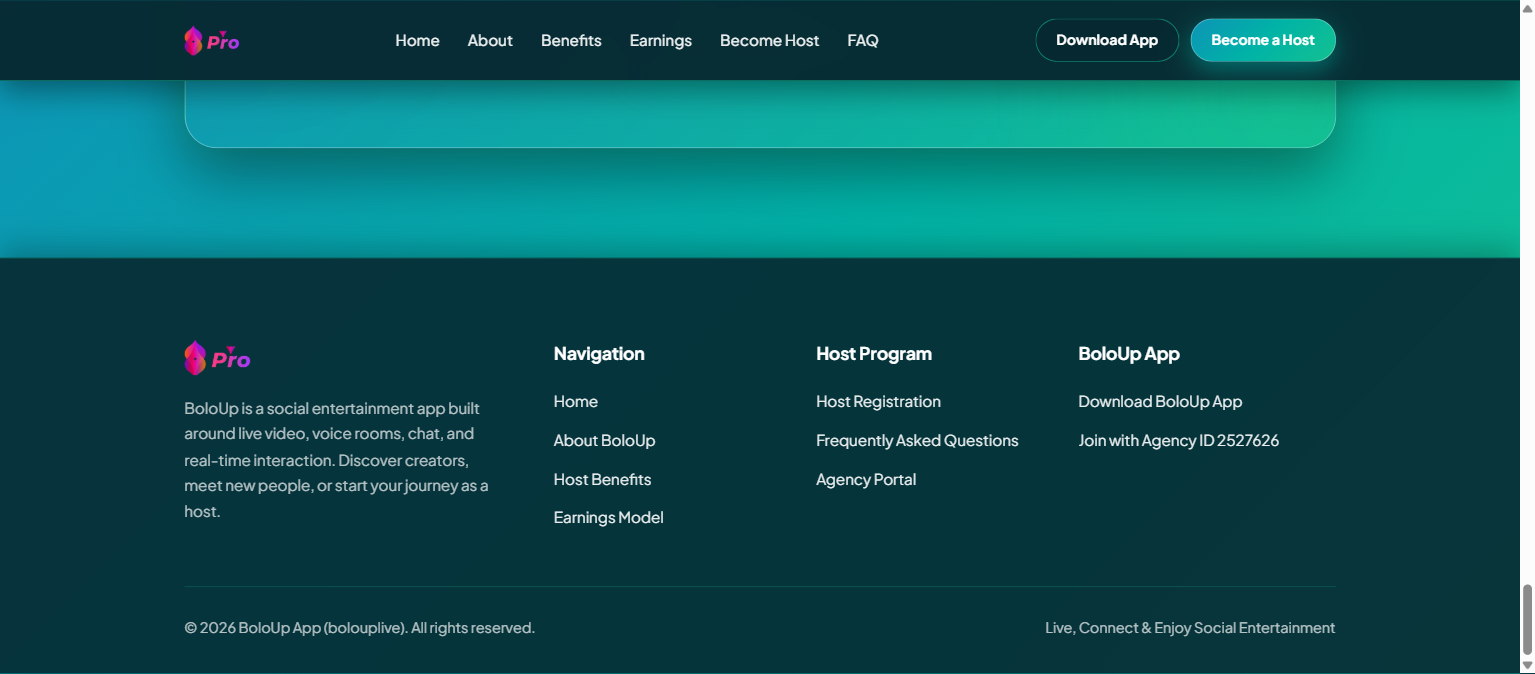 Pro
Home About Benefits Earnings Become Host FAQ
Download App Become a Host
Pro
BoloUp is a social entertainment app built
around live video, voice rooms, chat, and
real-time interaction. Discover creators,
meet new people, or start your journey as a
host.
Navigation
Home
About BoloUp
Host Benefits
Earnings Model
Host Program
Host Registration
Frequently Asked Questions
Agency Portal
BoloUp App
Download BoloUp App
Join with Agency ID 2527626
© 2026 BoloUp App (bolouplive). All rights reserved.
Live, Connect & Enjoy Social Entertainment